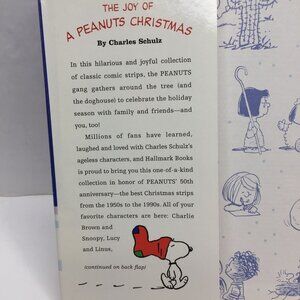 THE JOY OF
A PEANUTS CHRISTMAS
By Charles Schulz
In this hilarious and joyful collection
of classic comic strips, the PEANUTS
gang gathers around the tree (and
the doghouse) to celebrate the holiday
season with family and friends—and
you, too!
Millions of fans have learned,
laughed and loved with Charles Schulz's
ageless characters, and Hallmark Books
is proud to bring you this one-of-a-kind
collection in honor of PEANUTS' 50th
anniversary—the best Christmas strips
from the 1950s to the 1990s. All of your
favorite characters are here: Charlie
Brown and
Snoopy, Lucy
and Linus,
(continued on back flap)